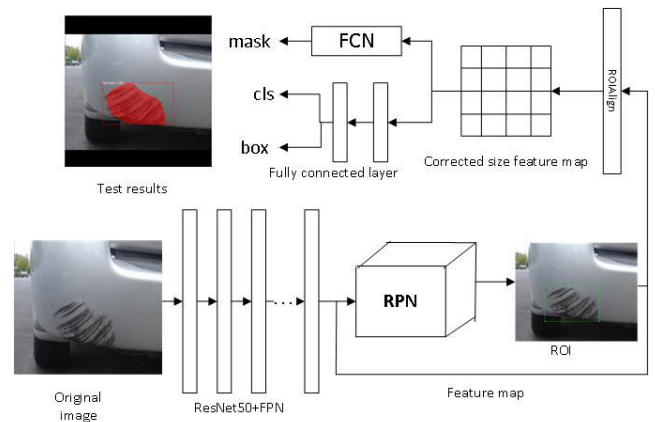 mask
FCN
ROIAlign
cls
box
Fully connected layer
Corrected size feature map
Test results
RPN
ROI
Original
image
ResNet50+FPN
Feature map